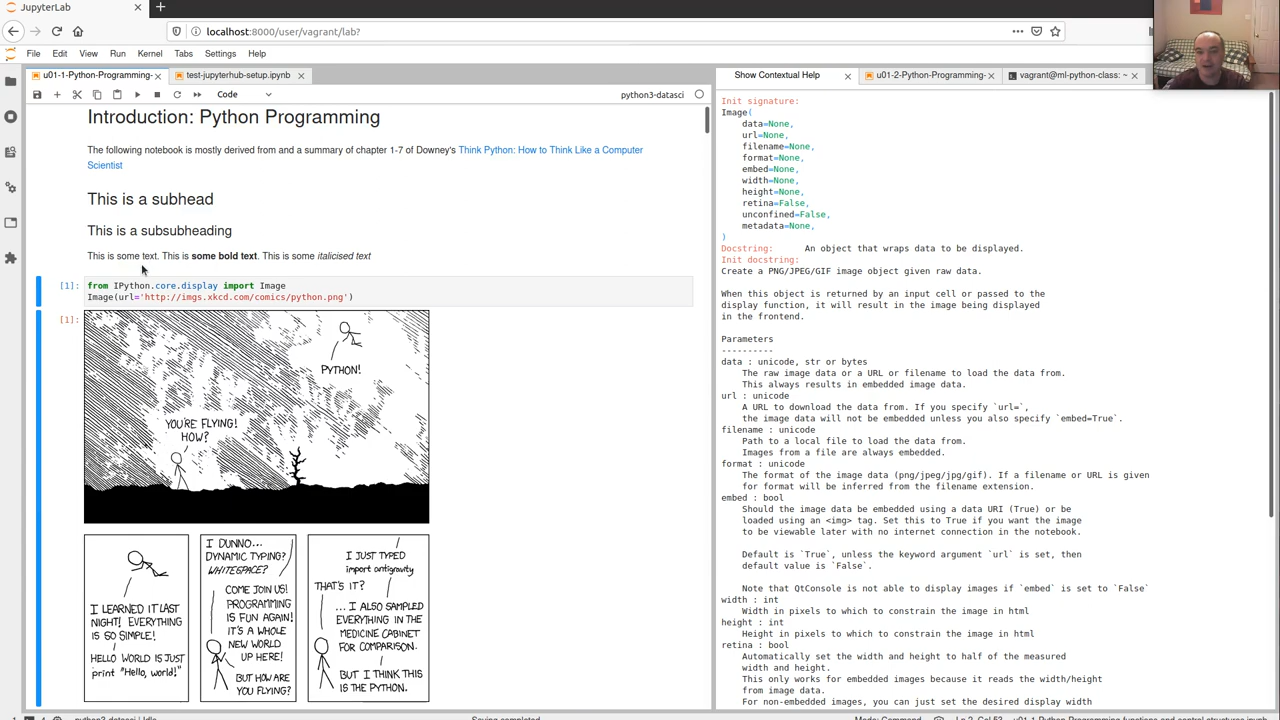 JupyterLab
localhost:8000/user/vagrant/lab?
File Edit View Run Kernel Tabs Settings Help
u01-1-Python-Programming-
test-jupyterhub-setup.ipynb
Code
python3-datasci
Introduction: Python Programming
The following notebook is mostly derived from and a summary of chapter 1-7 of Downey's Think Python: How to Think Like a Computer
Scientist
This is a subhead
This is a subsubheading
This is some text. This is some bold text. This is some italicised text
[1]: from IPython.core.display import Image
Image(url='http://imgs.xkcd.com/comics/python.png')
[1]:
PYTHON!
YOU'RE FLYING!
HOW?
I LEARNED IT LAST
NIGHT! EVERYTHING
IS SO SIMPLE!
HELLO WORLD IS JUST
print "Hello, world!"
I DUNNO...
DYNAMIC TYPING?
WHITESPACE?
COME JOIN US!
PROGRAMMING
IS FUN AGAIN!
IT'S A WHOLE
NEW WORLD
UP HERE!
BUT HOW ARE
YOU FLYING?
I JUST TYPED
import antigravity
THAT'S IT?
... I ALSO SAMPLED
EVERYTHING IN THE
MEDICINE CABINET
FOR COMPARISON.
BUT I THINK THIS
IS THE PYTHON.
Show Contextual Help
u01-2-Python-Programming-
vagrant@ml-python-class: ~
Init signature:
Image(
data=None,
url=None,
filename=None,
format=None,
embed=None,
width=None,
height=None,
retina=False,
unconfined=False,
metadata=None,
)
Docstring: An object that wraps data to be displayed.
Init docstring:
Create a PNG/JPEG/GIF image object given raw data.
When this object is returned by an input cell or passed to the
display function, it will result in the image being displayed
in the frontend.
Parameters
----------
data : unicode, str or bytes
The raw image data or a URL or filename to load the data from.
This always results in embedded image data.
url : unicode
A URL to download the data from. If you specify `url=`,
the image data will not be embedded unless you also specify `embed=True`.
filename : unicode
Path to a local file to load the data from.
Images from a file are always embedded.
format : unicode
The format of the image data (png/jpeg/jpg/gif). If a filename or URL is given
for format will be inferred from the filename extension.
embed : bool
Should the image data be embedded using a data URI (True) or be
loaded using an <img> tag. Set this to True if you want the image
to be viewable later with no internet connection in the notebook.
Default is `True`, unless the keyword argument `url` is set, then
default value is `False`.
Note that QtConsole is not able to display images if `embed` is set to `False`
width : int
Width in pixels to which to constrain the image in html
height : int
Height in pixels to which to constrain the image in html
retina : bool
Automatically set the width and height to half of the measured
width and height.
This only works for embedded images because it reads the width/height
from image data.
For non-embedded images, you can just set the desired display width